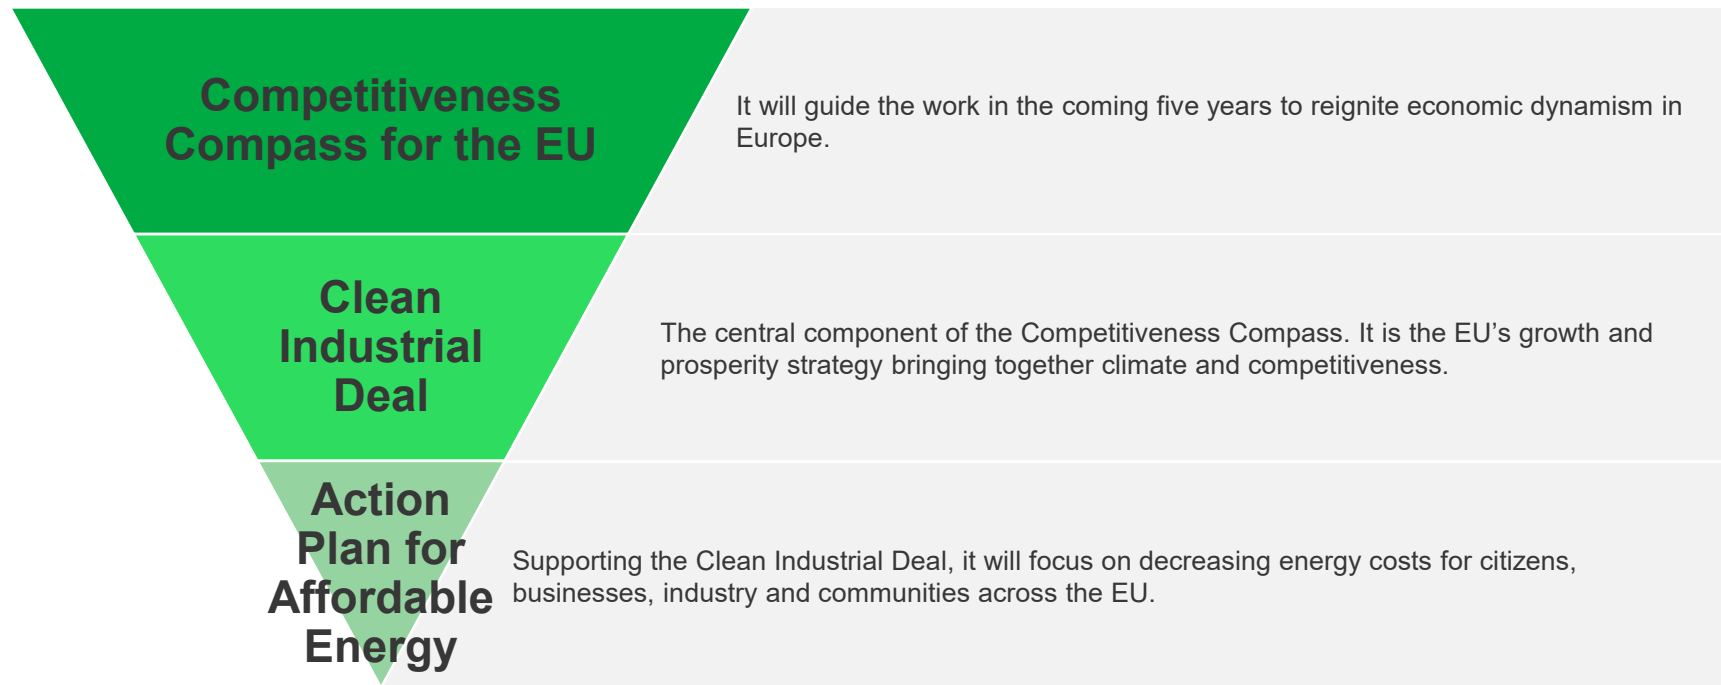 Competitiveness
Compass for the EU
It will guide the work in the coming five years to reignite economic dynamism in
Europe.
Clean
Industrial
Deal
The central component of the Competitiveness Compass. It is the EU’s growth and
prosperity strategy bringing together climate and competitiveness.
Action
Plan for
Affordable
Energy
Supporting the Clean Industrial Deal, it will focus on decreasing energy costs for citizens,
businesses, industry and communities across the EU.